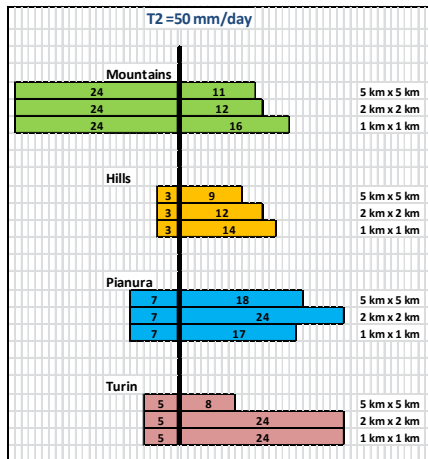 T2 =50 mm/day
Mountains
24 11 5 km x 5 km
24 12 2 km x 2 km
24 16 1 km x 1 km
Hills
3 9 5 km x 5 km
3 12 2 km x 2 km
3 14 1 km x 1 km
Pianura
7 18 5 km x 5 km
7 24 2 km x 2 km
7 17 1 km x 1 km
Turin
5 8 5 km x 5 km
5 24 2 km x 2 km
5 24 1 km x 1 km